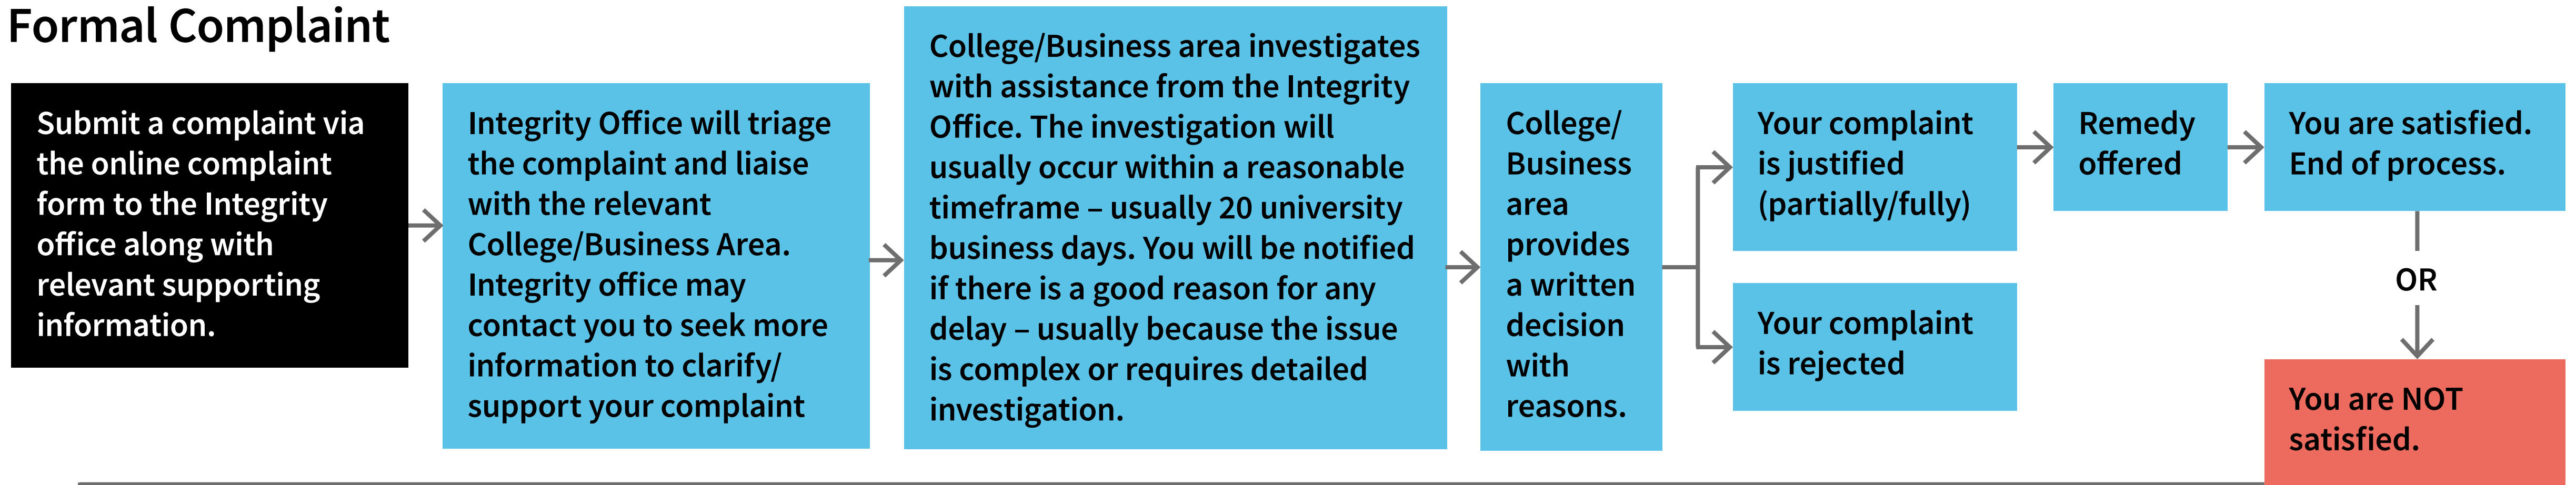 Formal Complaint
Submit a complaint via
the online complaint
form to the Integrity
office along with
relevant supporting
information.
Integrity Office will triage
the complaint and liaise
with the relevant
College/Business Area.
Integrity office may
contact you to seek more
information to clarify/
support your complaint
College/Business area investigates
with assistance from the Integrity
Office. The investigation will
usually occur within a reasonable
timeframe – usually 20 university
business days. You will be notified
if there is a good reason for any
delay – usually because the issue
is complex or requires detailed
investigation.
College/
Business
area
provides
a written
decision
with
reasons.
Your complaint
is justified
(partially/fully)
Your complaint
is rejected
Remedy
offered
You are satisfied.
End of process.
OR
You are NOT
satisfied.